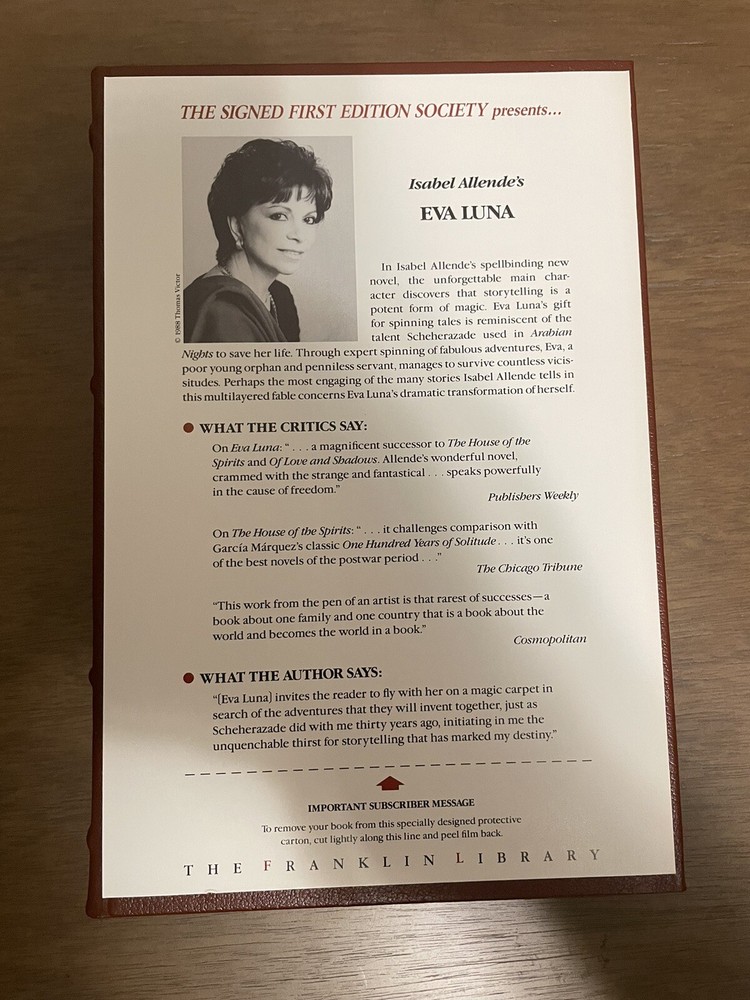 THE SIGNED FIRST EDITION SOCIETY presents...
© 1988 Thomas Victor
Isabel Allende's
EVA LUNA
In Isabel Allende's spellbinding new
novel, the unforgettable main char-
acter discovers that storytelling is a
potent form of magic. Eva Luna's gift
for spinning tales is reminiscent of the
talent Scheherazade used in Arabian
Nights to save her life. Through expert spinning of fabulous adventures, Eva, a
poor young orphan and penniless servant, manages to survive countless vicis-
situdes. Perhaps the most engaging of the many stories Isabel Allende tells in
this multilayered fable concerns Eva Luna's dramatic transformation of herself.
● WHAT THE CRITICS SAY:
On Eva Luna: “ . . . a magnificent successor to The House of the
Spirits and Of Love and Shadows. Allende's wonderful novel,
crammed with the strange and fantastical . . . speaks powerfully
in the cause of freedom.”
Publishers Weekly
On The House of the Spirits: “ . . . it challenges comparison with
García Márquez's classic One Hundred Years of Solitude . . . it's one
of the best novels of the postwar period . . .”
The Chicago Tribune
“This work from the pen of an artist is that rarest of successes—a
book about one family and one country that is a book about the
world and becomes the world in a book.”
Cosmopolitan
● WHAT THE AUTHOR SAYS:
“[Eva Luna] invites the reader to fly with her on a magic carpet in
search of the adventures that they will invent together, just as
Scheherazade did with me thirty years ago, initiating in me the
unquenchable thirst for storytelling that has marked my destiny.”
IMPORTANT SUBSCRIBER MESSAGE
To remove your book from this specially designed protective
carton, cut lightly along this line and peel film back.
THE FRANKLIN LIBRARY